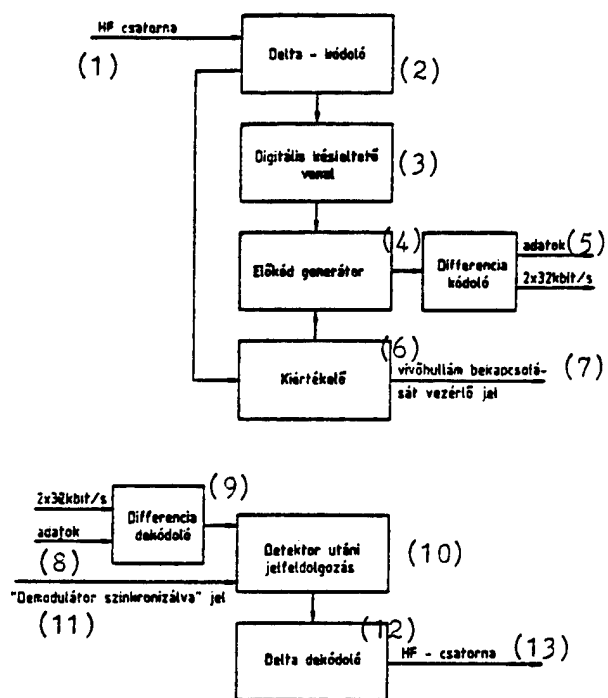 HF csatorna
(1)
Delta - kódoló
(2)
Digitális késleltető
vonal
(3)
(4)
Előkód generátor
Differencia
kódoló
adatok
(5)
2x32kbit/s
(6)
Kiértékelő
vivőhullám bekapcsolá-
sát vezérlő jel
(7)
2x32kbit/s
adatok
(8)
Differencia
dekódoló
(9)
Detektor utáni
jelfeldolgozás
(10)
"Demodulátor szinkronizálva" jel
(11)
(12)
Delta dekódoló
HF - csatorna
(13)